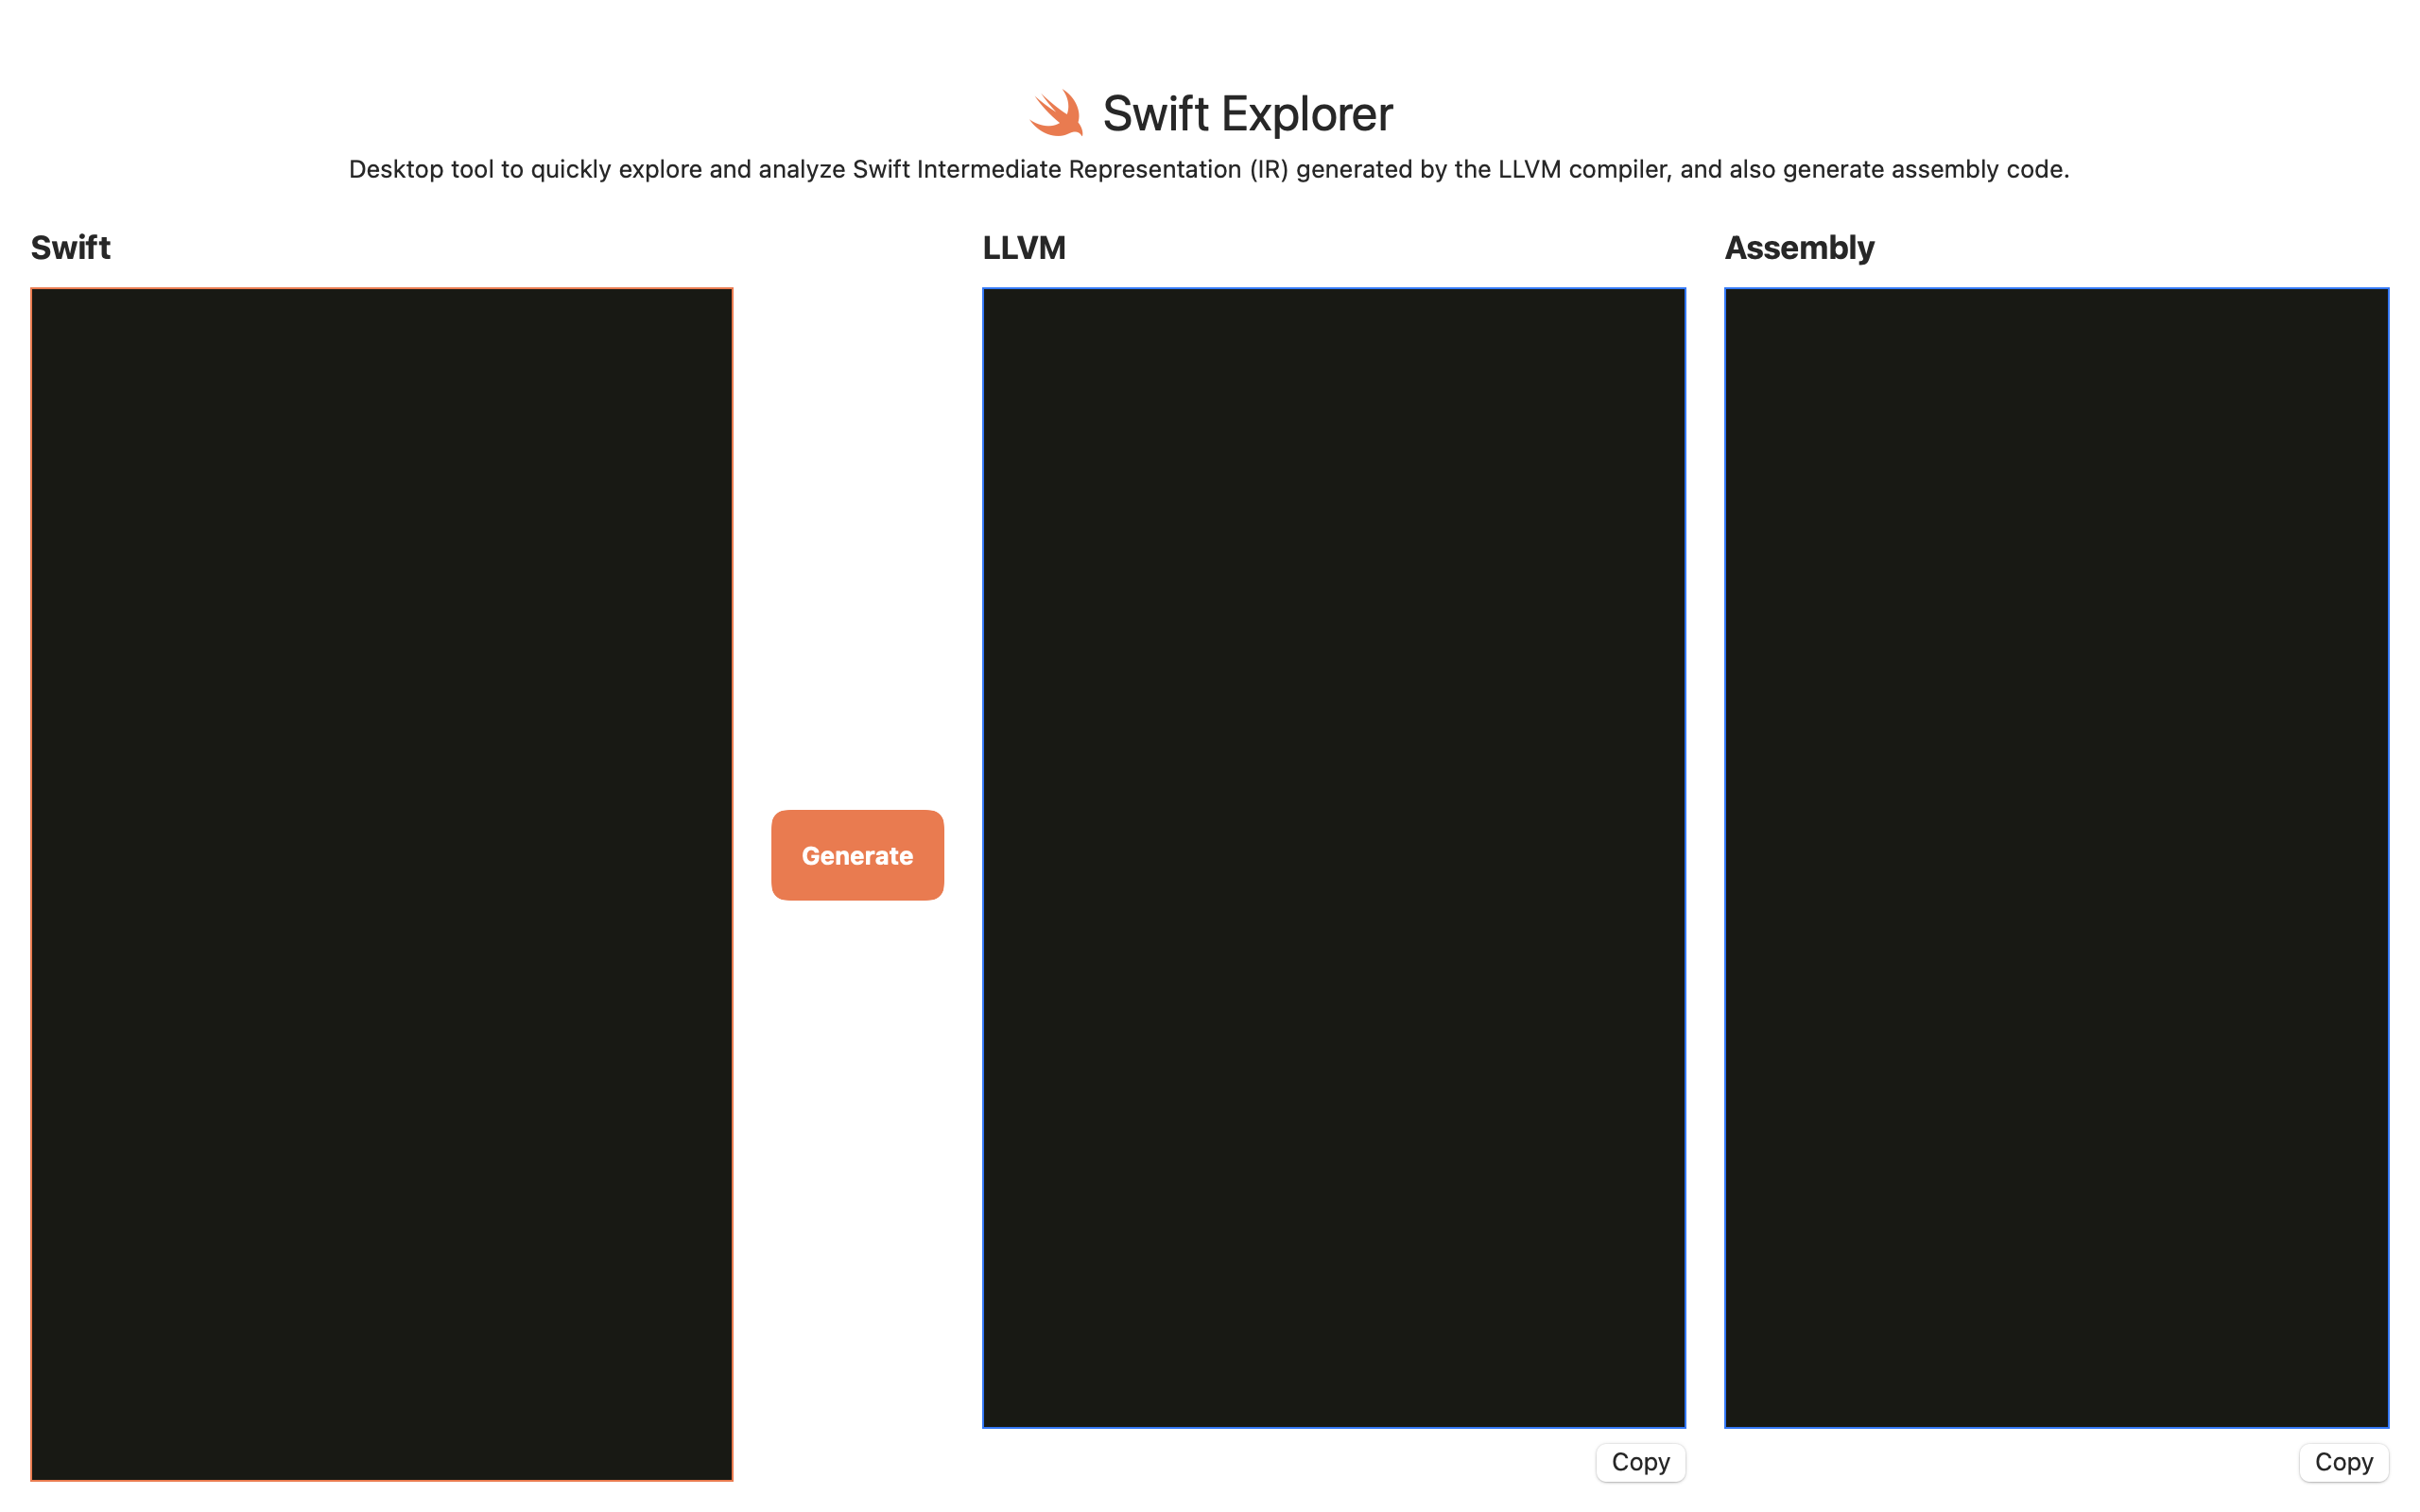 Swift Explorer
Desktop tool to quickly explore and analyze Swift Intermediate Representation (IR) generated by the LLVM compiler, and also generate assembly code.
Swift
LLVM
Assembly
Generate
Copy
Copy